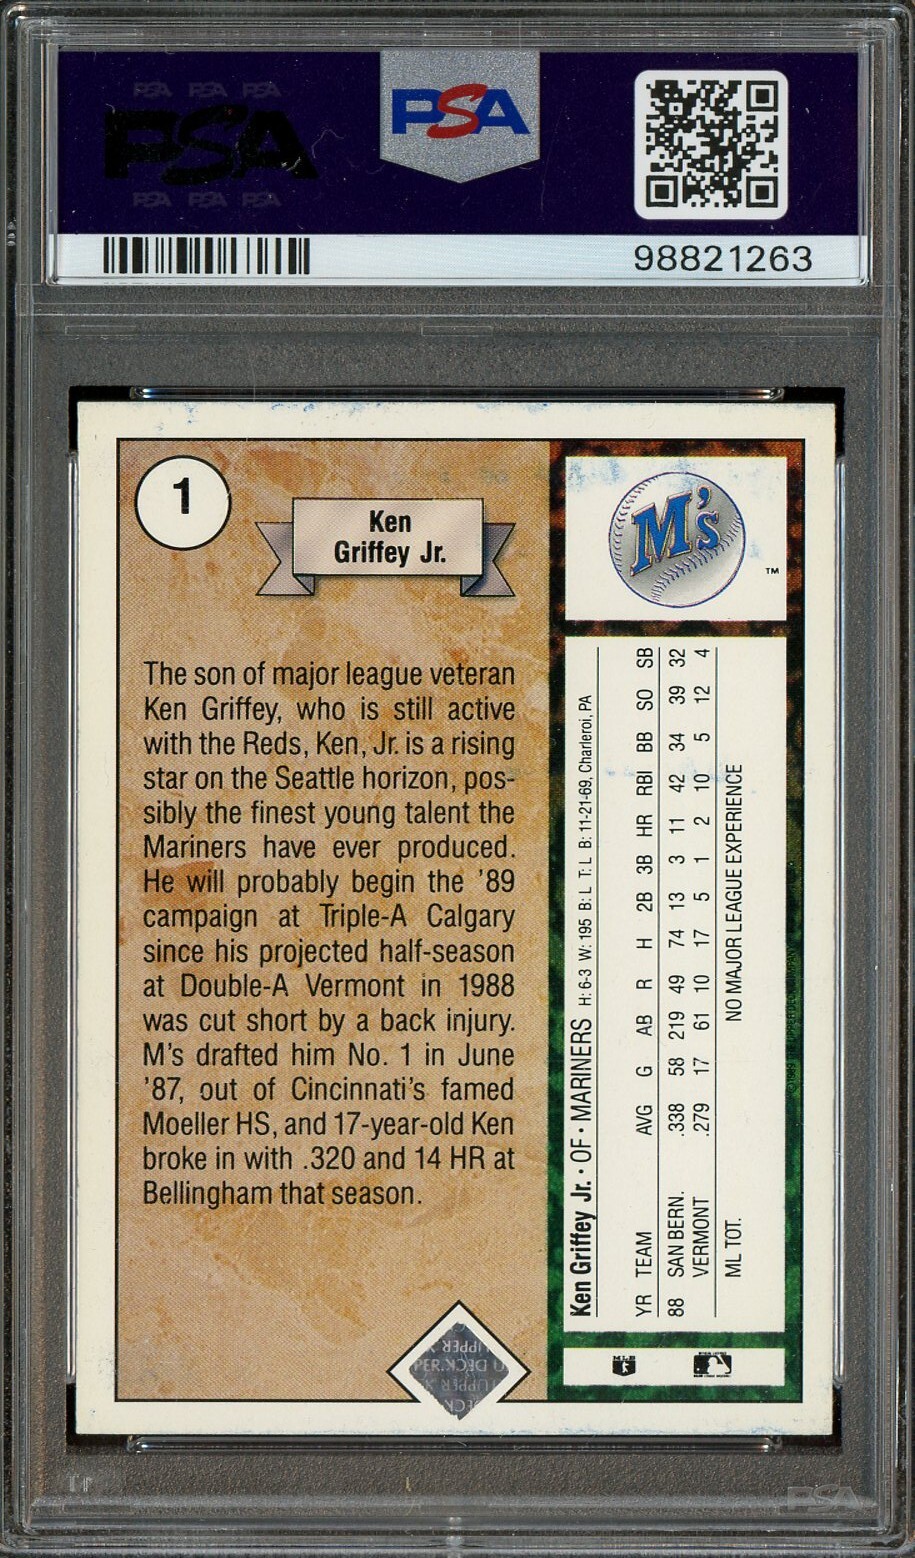 PSA PSA PSA
PSA
PSA PSA PSA
PSA
98821263
1
Ken
Griffey Jr.
The son of major league veteran
Ken Griffey, who is still active
with the Reds, Ken, Jr. is a rising
star on the Seattle horizon, pos-
sibly the finest young talent the
Mariners have ever produced.
He will probably begin the '89
campaign at Triple-A Calgary
since his projected half-season
at Double-A Vermont in 1988
was cut short by a back injury.
M's drafted him No. 1 in June
'87, out of Cincinnati's famed
Moeller HS, and 17-year-old Ken
broke in with .320 and 14 HR at
Bellingham that season.
M's
TM
Ken Griffey Jr. • OF • MARINERS H: 6-3 W: 195 B: L T: L B: 11-21-69, Charleroi, PA
YR TEAM AVG G AB R H 2B 3B HR RBI BB SO SB
88 SAN BERN. .338 58 219 49 74 13 3 11 42 34 39 32
VERMONT .279 17 61 10 17 5 1 2 10 5 12 4
ML TOT. NO MAJOR LEAGUE EXPERIENCE
PSA